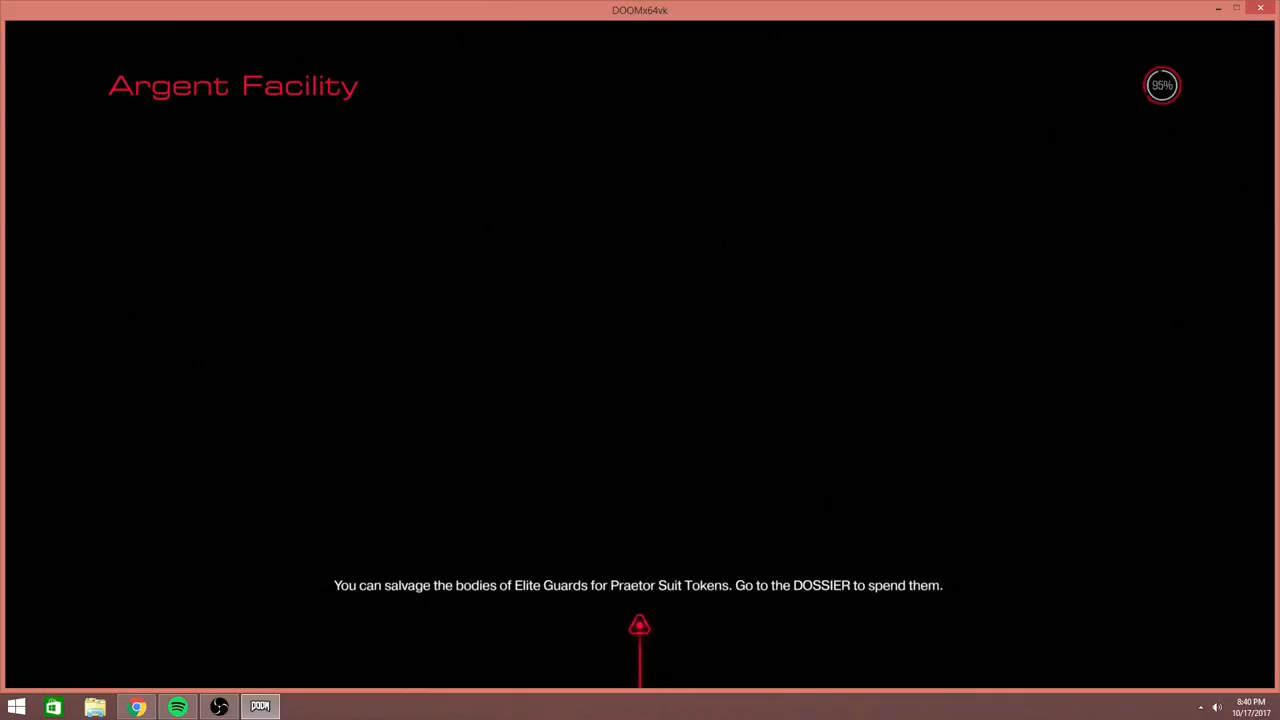 DOOMx64vk
Argent Facility
95%
You can salvage the bodies of Elite Guards for Praetor Suit Tokens. Go to the DOSSIER to spend them.
DOOM
8:40 PM
10/17/2017